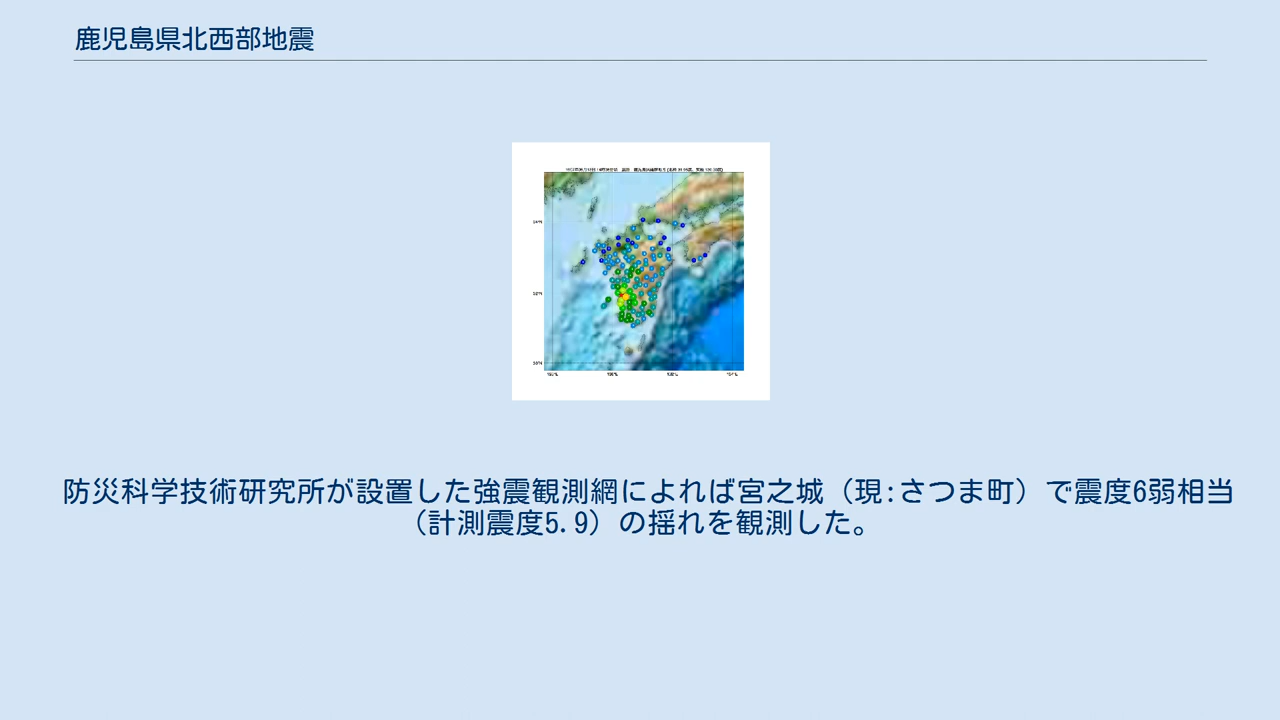 鹿児島県北西部地震
防災科学技術研究所が設置した強震観測網によれば宮之城（現:さつま町）で震度6弱相当
（計測震度5.9）の揺れを観測した。